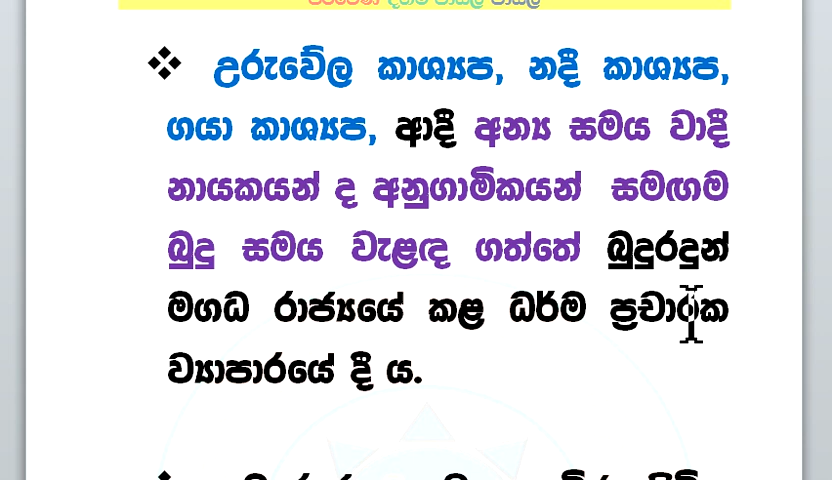 ❖ උරුවේල කාශ්‍යප, නදී කාශ්‍යප,
ගයා කාශ්‍යප, ආදී අන්‍ය සමය වාදී
නායකයන් ද අනුගාමිකයන් සමඟම
බුදු සමය වැළඳ ගත්තේ බුදුරදුන්
මගධ රාජ්‍යයේ කළ ධර්ම ප්‍රචාරක
ව්‍යාපාරයේ දී ය.